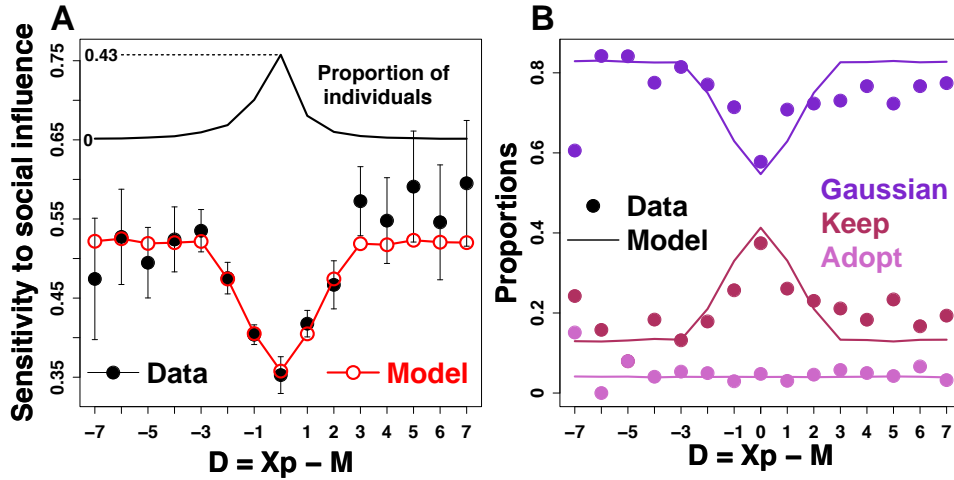 A
Sensitivity to social influence
0.75
0.65
0.55
0.45
0.35
0.43
0
Proportion of
individuals
Data
Model
−7
−5
−3
−1
0
1
2
3
4
5
6
7
D = Xp − M
B
Proportions
0.8
0.6
0.4
0.2
0
Data
Model
Gaussian
Keep
Adopt
−7
−5
−3
−1
0
1
2
3
4
5
6
7
D = Xp − M